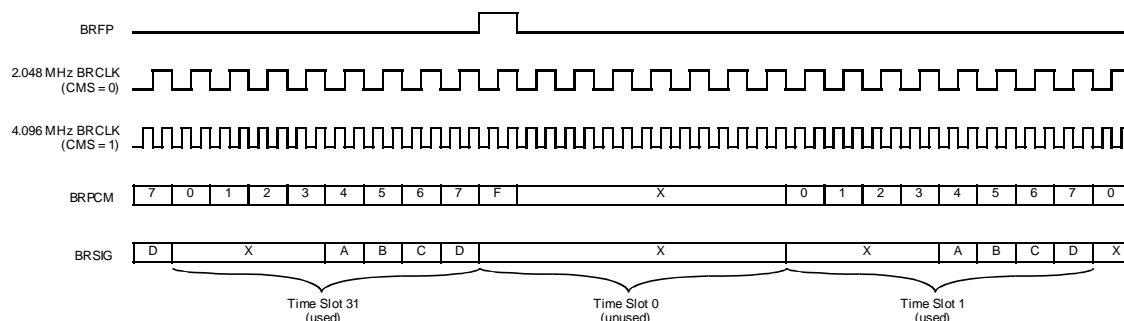 BRFP
2.048 MHz BRCLK
(CMS = 0)
4.096 MHz BRCLK
(CMS = 1)
BRPCM 7 0 1 2 3 4 5 6 7 F X 0 1 2 3 4 5 6 7 0
BRSIG D X A B C D X X A B C D X
Time Slot 31 Time Slot 0 Time Slot 1
(used) (unused) (used)